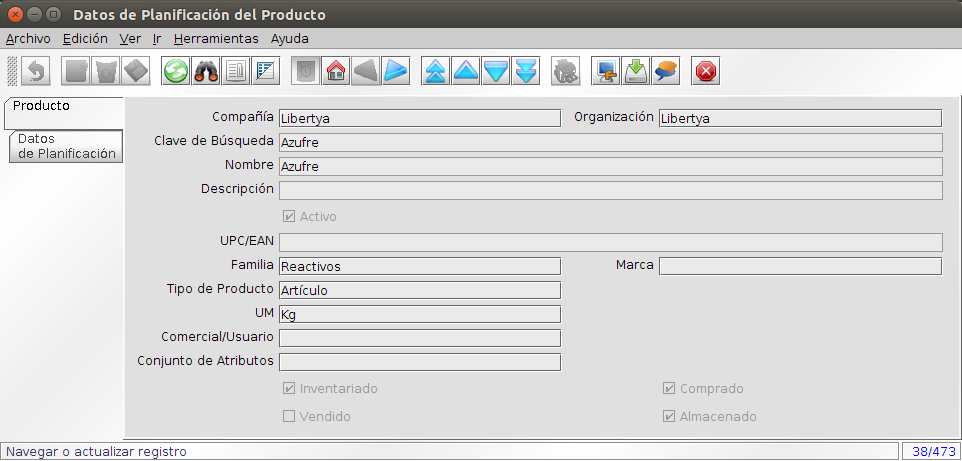 Datos de Planificación del Producto
Archivo Edición Ver Ir Herramientas Ayuda
Producto
Datos
de Planificación
Compañía Libertya Organización Libertya
Clave de Búsqueda Azufre
Nombre Azufre
Descripción
Activo
UPC/EAN
Familia Reactivos Marca
Tipo de Producto Artículo
UM Kg
Comercial/Usuario
Conjunto de Atributos
Inventariado Comprado
Vendido Almacenado
Navegar o actualizar registro 38/473